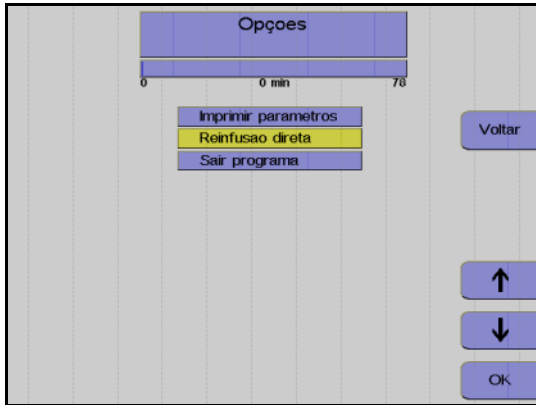 Opçoes
0 0 min 78
Imprimir parametros
Reinfusao direta
Sair programa
Voltar
↑
↓
OK